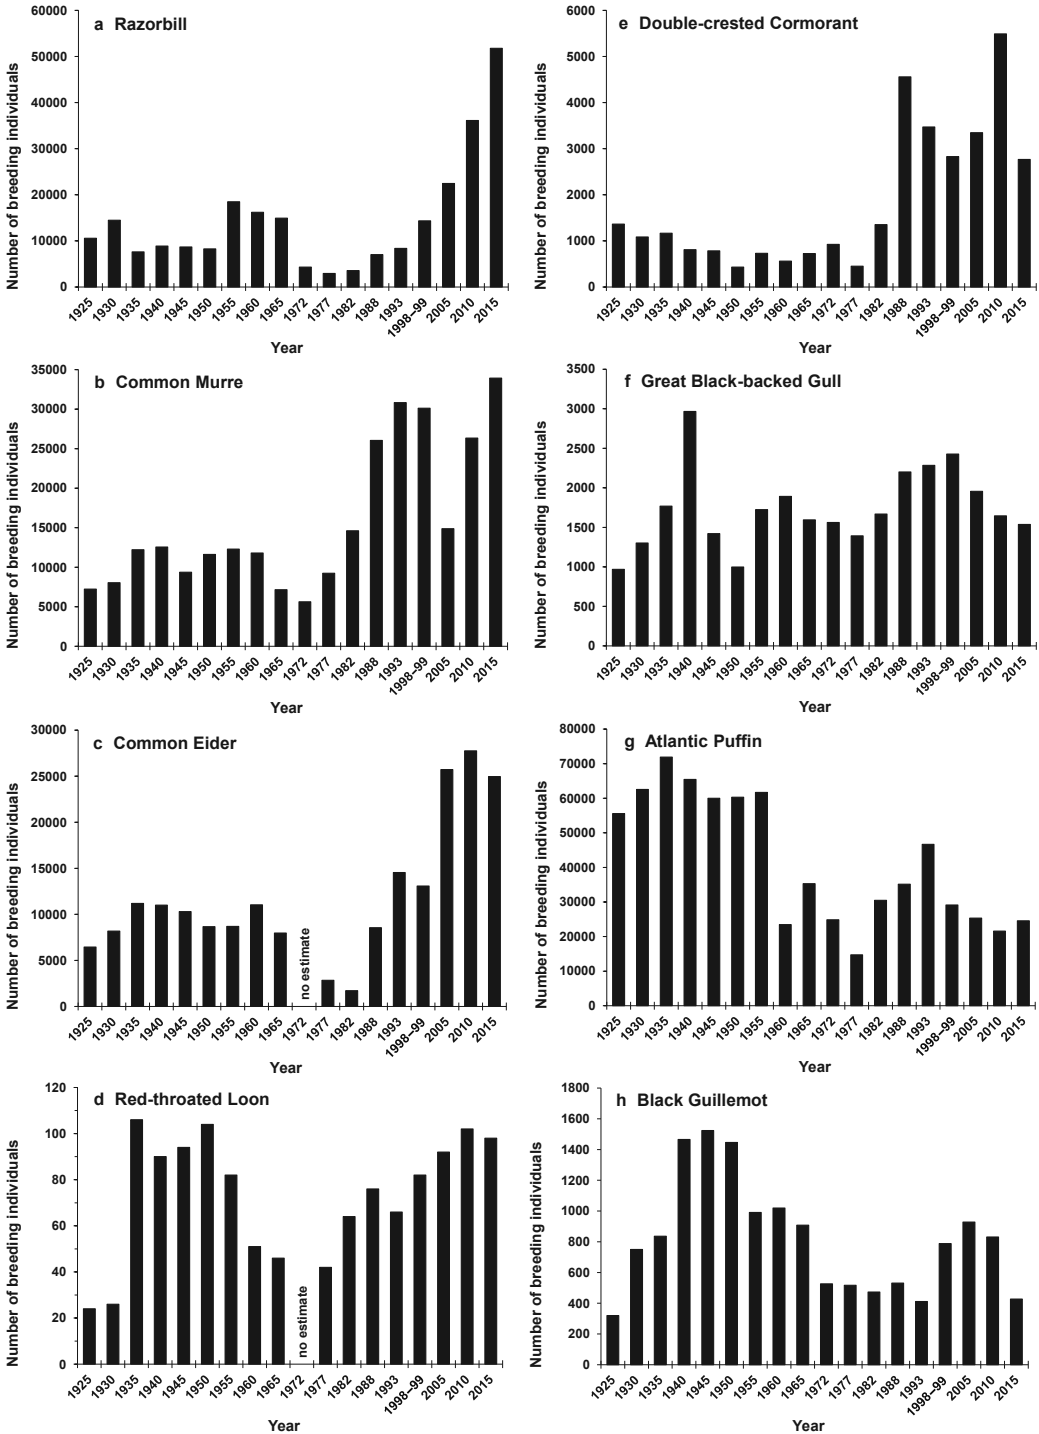 a Razorbill
Number of breeding individuals
60000
50000
40000
30000
20000
10000
0
1925 1930 1935 1940 1945 1950 1955 1960 1965 1972 1977 1982 1988 1993 1998–99 2005 2010 2015
Year
e Double-crested Cormorant
Number of breeding individuals
6000
5000
4000
3000
2000
1000
0
1925 1930 1935 1940 1945 1950 1955 1960 1965 1972 1977 1982 1988 1993 1998–99 2005 2010 2015
Year
b Common Murre
Number of breeding individuals
35000
30000
25000
20000
15000
10000
5000
0
1925 1930 1935 1940 1945 1950 1955 1960 1965 1972 1977 1982 1988 1993 1998–99 2005 2010 2015
Year
f Great Black-backed Gull
Number of breeding individuals
3500
3000
2500
2000
1500
1000
500
0
1925 1930 1935 1940 1945 1950 1955 1960 1965 1972 1977 1982 1988 1993 1998–99 2005 2010 2015
Year
c Common Eider
Number of breeding individuals
30000
25000
20000
15000
10000
5000
0
no estimate
1925 1930 1935 1940 1945 1950 1955 1960 1965 1972 1977 1982 1988 1993 1998–99 2005 2010 2015
Year
g Atlantic Puffin
Number of breeding individuals
80000
70000
60000
50000
40000
30000
20000
10000
0
1925 1930 1935 1940 1945 1950 1955 1960 1965 1972 1977 1982 1988 1993 1998–99 2005 2010 2015
Year
d Red-throated Loon
Number of breeding individuals
120
100
80
60
40
20
0
no estimate
1925 1930 1935 1940 1945 1950 1955 1960 1965 1972 1977 1982 1988 1993 1998–99 2005 2010 2015
Year
h Black Guillemot
Number of breeding individuals
1800
1600
1400
1200
1000
800
600
400
200
0
1925 1930 1935 1940 1945 1950 1955 1960 1965 1972 1977 1982 1988 1993 1998–99 2005 2010 2015
Year